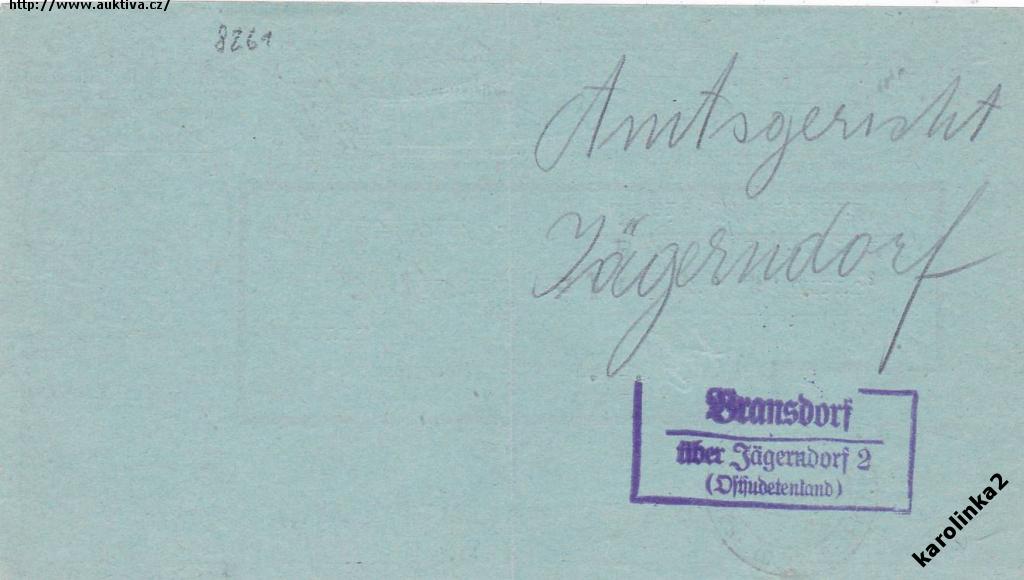 http://www.auktiva.cz/
8261
Amtsgericht
Jägerndorf
Bransdorf
über Jägerndorf 2
(Ostsudetenland)
karolinka2